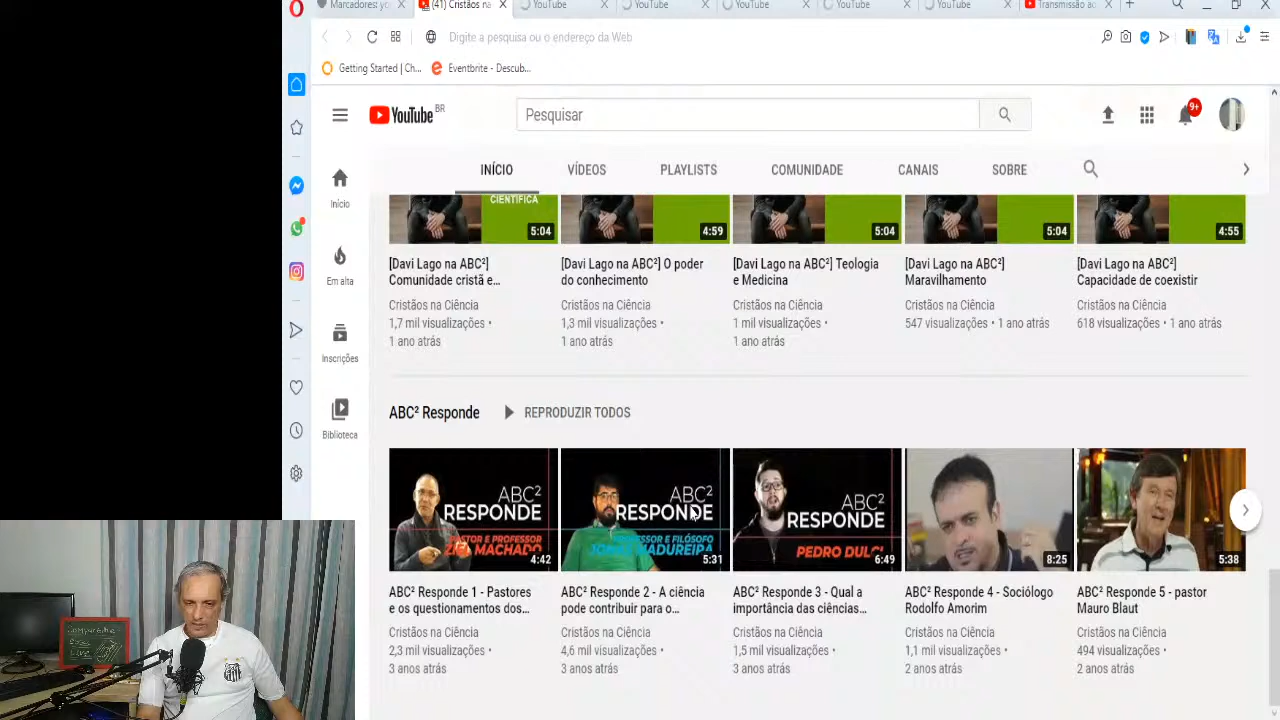 Marcadores: yo
(41) Cristãos na
YouTube
YouTube
YouTube
YouTube
YouTube
Transmissão ao
Digite a pesquisa ou o endereço da Web
Getting Started | Ch...
Eventbrite - Descub...
YouTube BR
Pesquisar
9+
INÍCIO
VÍDEOS
PLAYLISTS
COMUNIDADE
CANAIS
SOBRE
Início
Em alta
Inscrições
Biblioteca
CIENTÍFICA
5:04
4:59
5:04
5:04
4:55
[Davi Lago na ABC²]
Comunidade cristã e...
Cristãos na Ciência
1,7 mil visualizações •
1 ano atrás
[Davi Lago na ABC²] O poder
do conhecimento
Cristãos na Ciência
1,3 mil visualizações •
1 ano atrás
[Davi Lago na ABC²] Teologia
e Medicina
Cristãos na Ciência
1 mil visualizações •
1 ano atrás
[Davi Lago na ABC²]
Maravilhamento
Cristãos na Ciência
547 visualizações • 1 ano atrás
[Davi Lago na ABC²]
Capacidade de coexistir
Cristãos na Ciência
618 visualizações • 1 ano atrás
ABC² Responde
REPRODUZIR TODOS
ABC²
RESPONDE
PASTOR E PROFESSOR
ZIEL MACHADO
4:42
ABC²
RESPONDE
PROFESSOR E FILÓSOFO
JONAS MADUREIRA
5:31
ABC²
RESPONDE
PEDRO DULCI
6:49
8:25
5:38
ABC² Responde 1 - Pastores
e os questionamentos dos...
Cristãos na Ciência
2,3 mil visualizações •
3 anos atrás
ABC² Responde 2 - A ciência
pode contribuir para o...
Cristãos na Ciência
4,6 mil visualizações •
3 anos atrás
ABC² Responde 3 - Qual a
importância das ciências...
Cristãos na Ciência
1,5 mil visualizações •
3 anos atrás
ABC² Responde 4 - Sociólogo
Rodolfo Amorim
Cristãos na Ciência
1,1 mil visualizações •
2 anos atrás
ABC² Responde 5 - pastor
Mauro Blaut
Cristãos na Ciência
494 visualizações •
2 anos atrás
Compartilhe